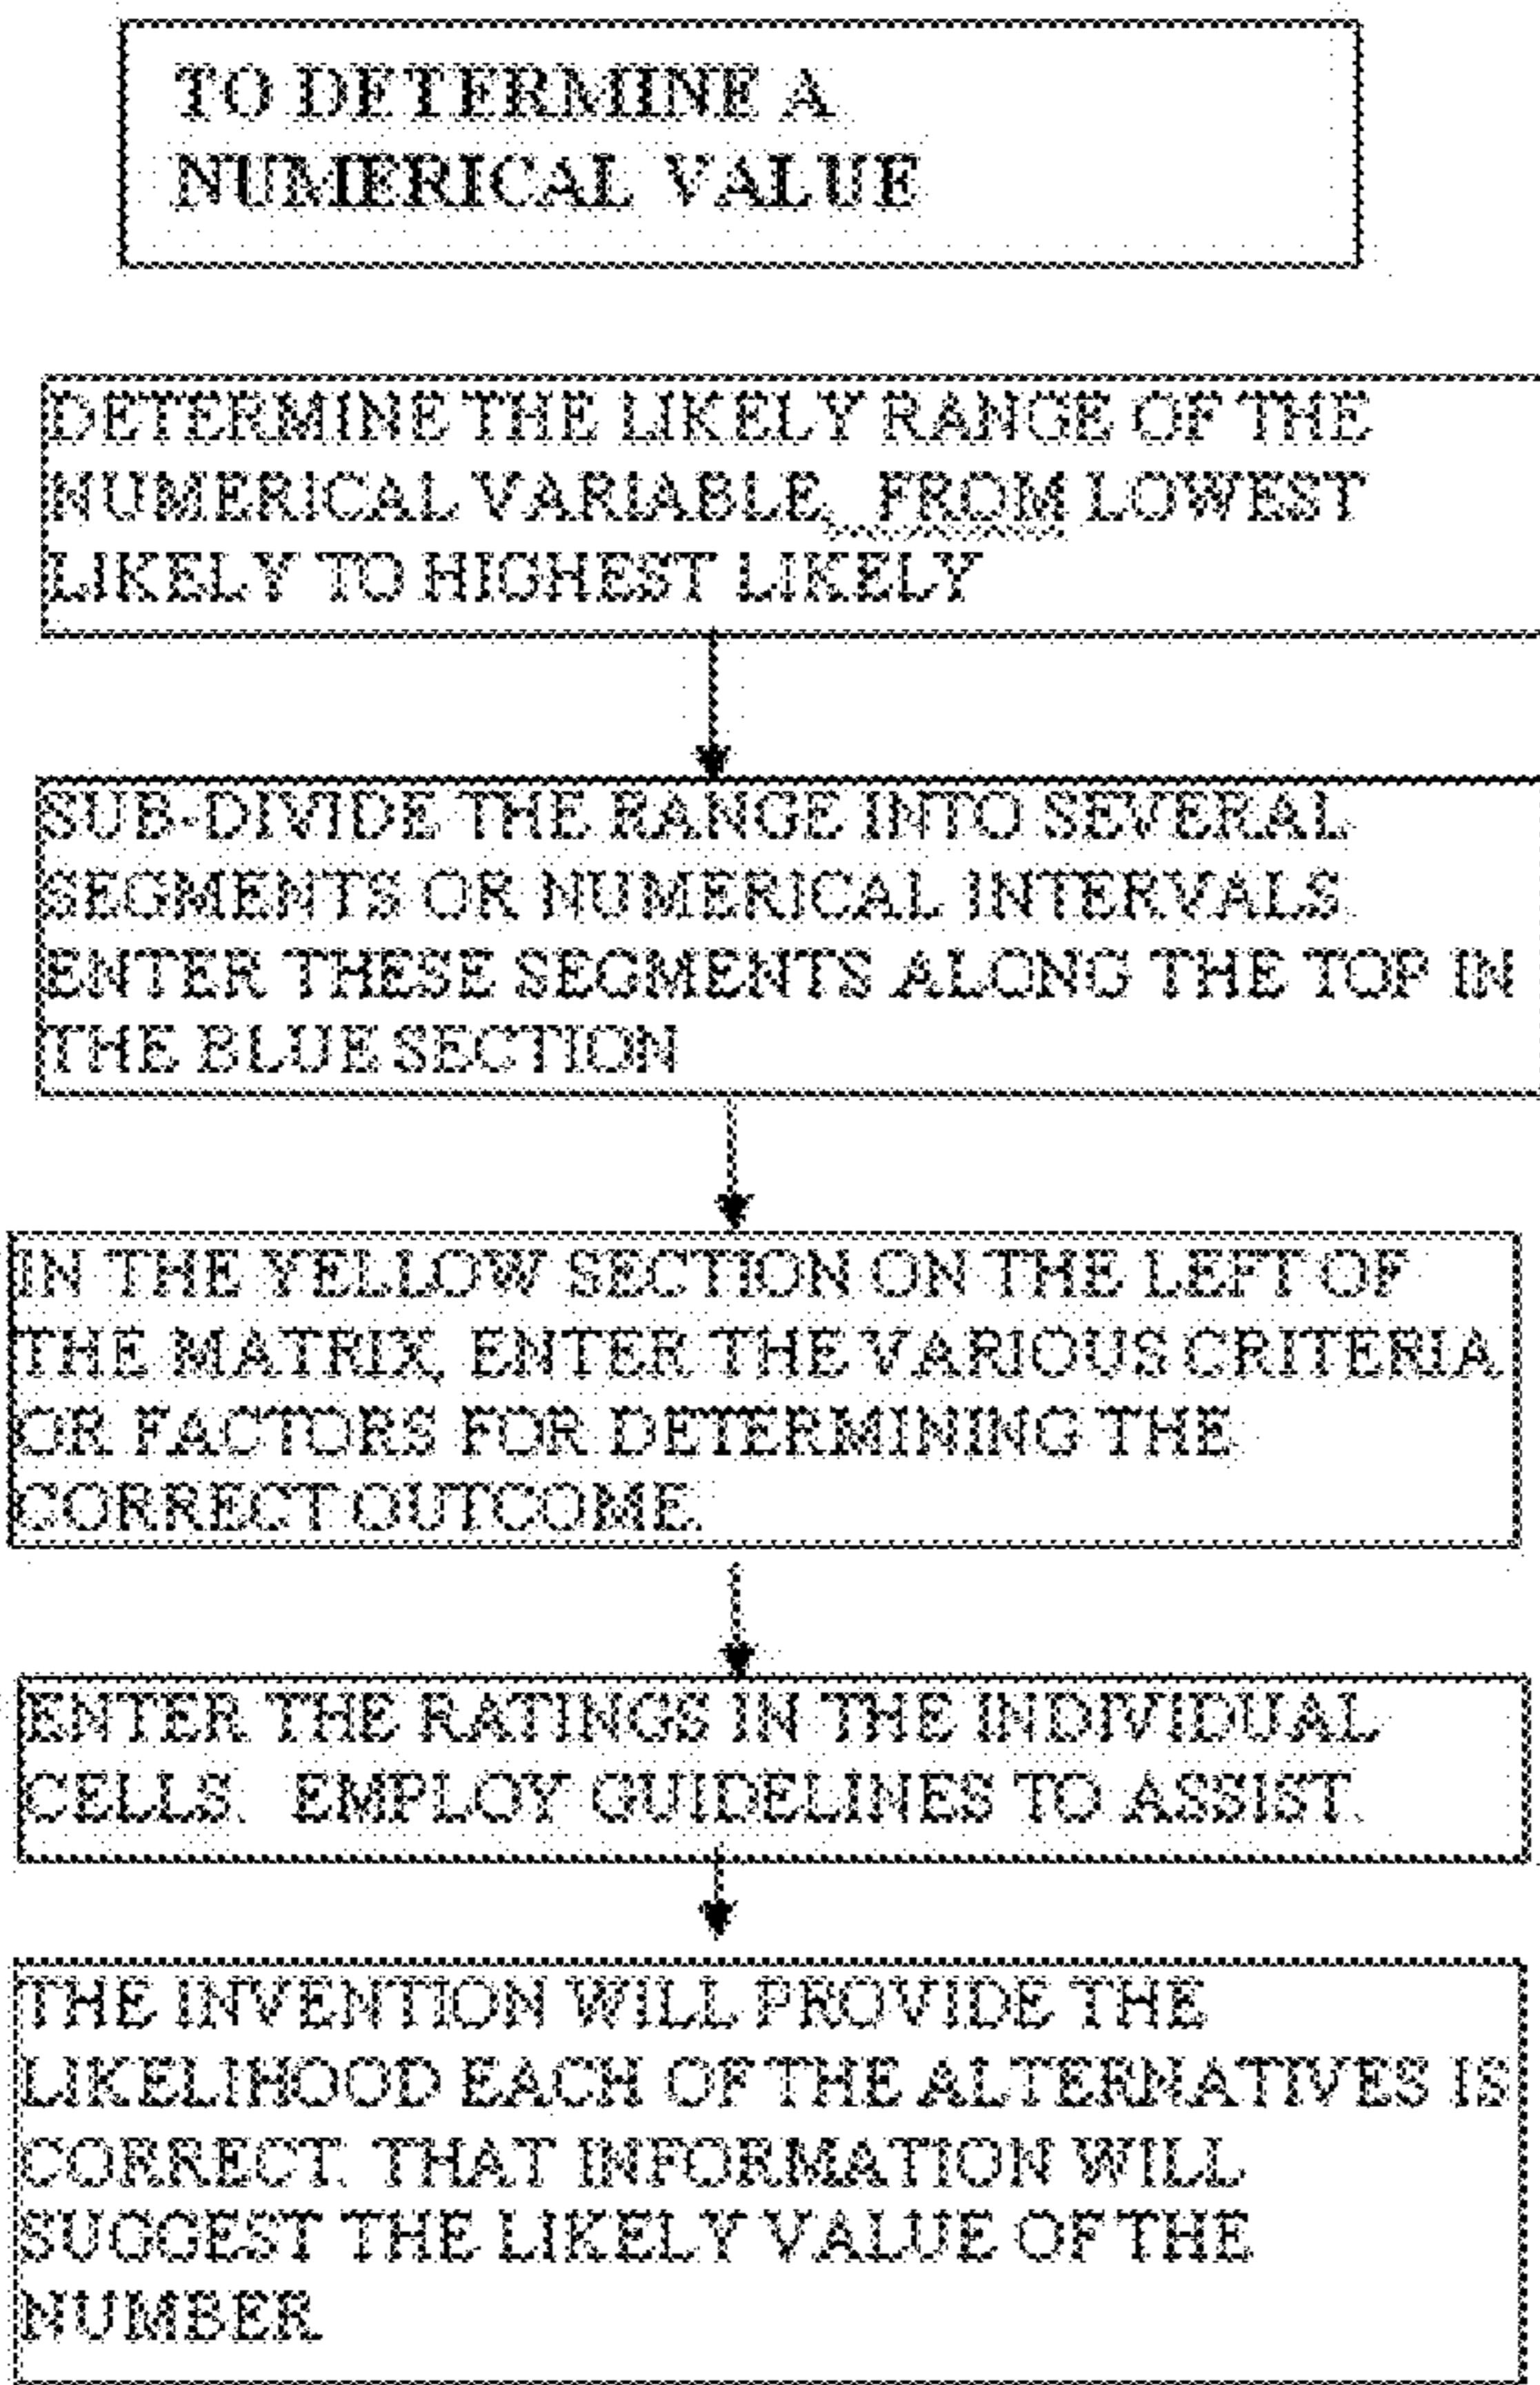 TO DETERMINE A
NUMERICAL VALUE
DETERMINE THE LIKELY RANGE OF THE
NUMERICAL VARIABLE, FROM LOWEST
LIKELY TO HIGHEST LIKELY
SUB-DIVIDE THE RANGE INTO SEVERAL
SEGMENTS OR NUMERICAL INTERVALS
ENTER THESE SEGMENTS ALONG THE TOP IN
THE BLUE SECTION
IN THE YELLOW SECTION ON THE LEFT OF
THE MATRIX, ENTER THE VARIOUS CRITERIA
OR FACTORS FOR DETERMINING THE
CORRECT OUTCOME.
ENTER THE RATINGS IN THE INDIVIDUAL
CELLS. EMPLOY GUIDELINES TO ASSIST.
THE INVENTION WILL PROVIDE THE
LIKELIHOOD EACH OF THE ALTERNATIVES IS
CORRECT. THAT INFORMATION WILL
SUGGEST THE LIKELY VALUE OF THE
NUMBER